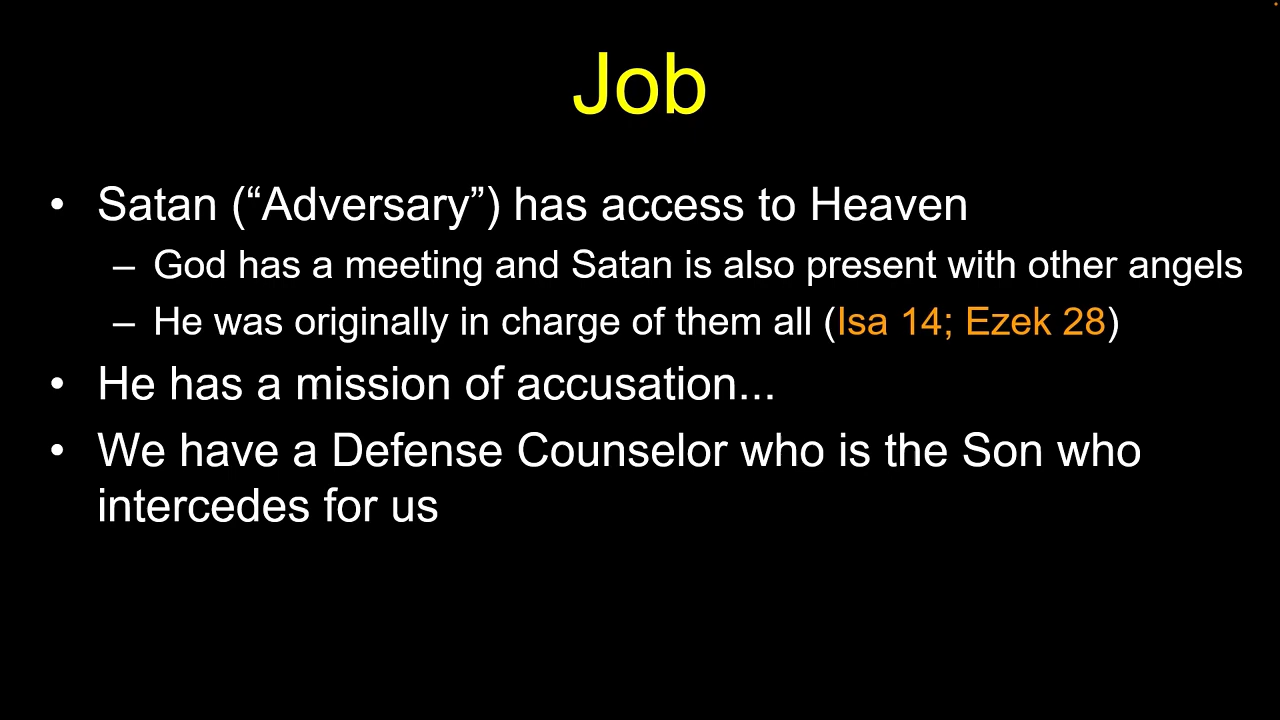 Job
• Satan (“Adversary”) has access to Heaven
– God has a meeting and Satan is also present with other angels
– He was originally in charge of them all (Isa 14; Ezek 28)
• He has a mission of accusation...
• We have a Defense Counselor who is the Son who
intercedes for us